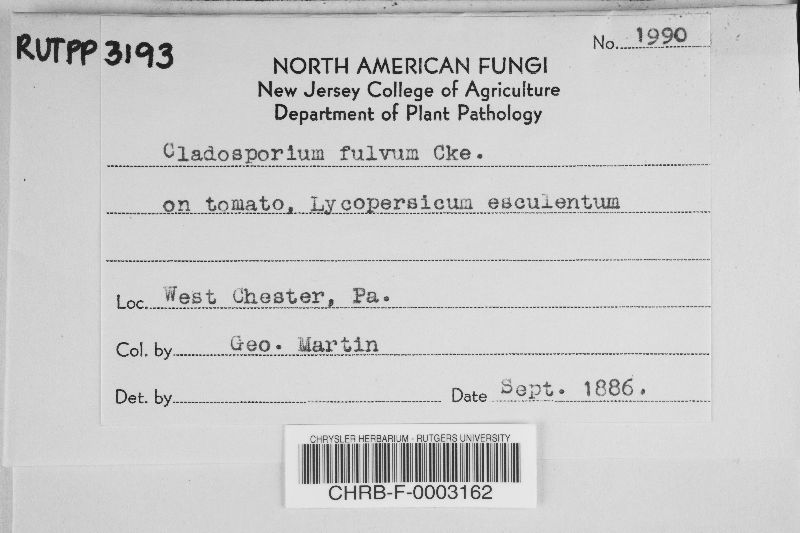 RUTPP 3193
No. 1990
NORTH AMERICAN FUNGI
New Jersey College of Agriculture
Department of Plant Pathology
Cladosporium fulvum Cke.
on tomato, Lycopersicum esculentum
Loc. West Chester, Pa.
Col. by Geo. Martin
Det. by Date Sept. 1886.
CHRYSLER HERBARIUM - RUTGERS UNIVERSITY
CHRB-F-0003162